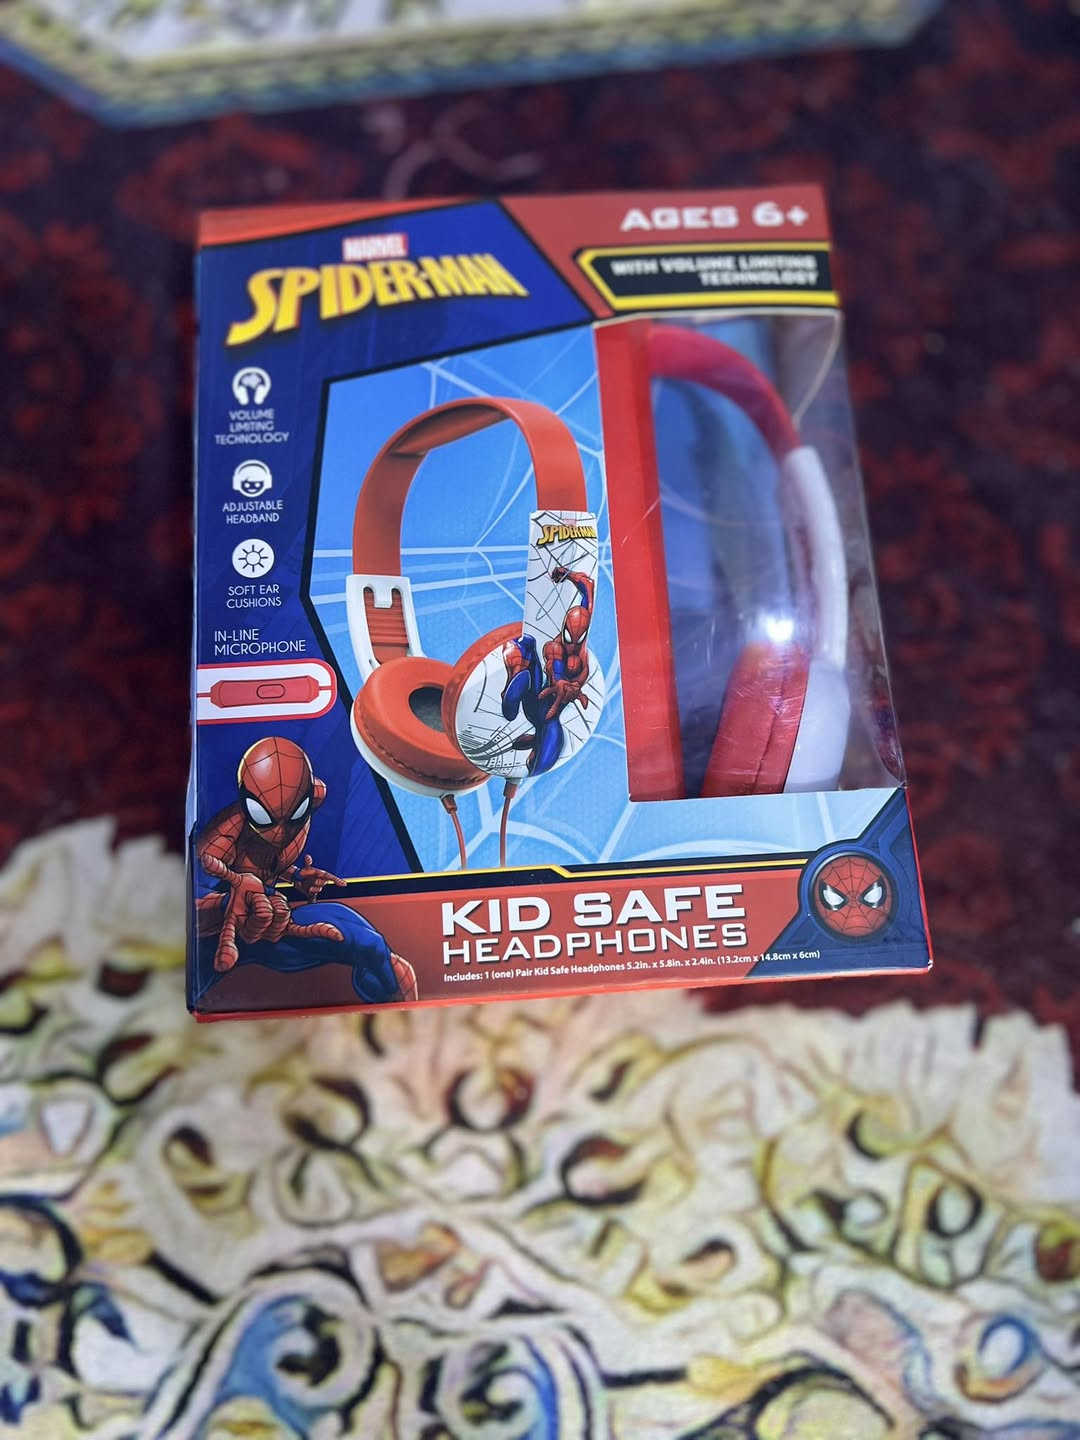 AGES 6+
MARVEL
SPIDER-MAN
WITH VOLUME LIMITING
TECHNOLOGY
VOLUME
LIMITING
TECHNOLOGY
ADJUSTABLE
HEADBAND
SOFT EAR
CUSHIONS
IN-LINE
MICROPHONE
SPIDER-MAN
KID SAFE
HEADPHONES
Includes: 1 (one) Pair Kid Safe Headphones 5.2in. x 5.8in. x 2.4in. (13.2cm x 14.8cm x 6cm)